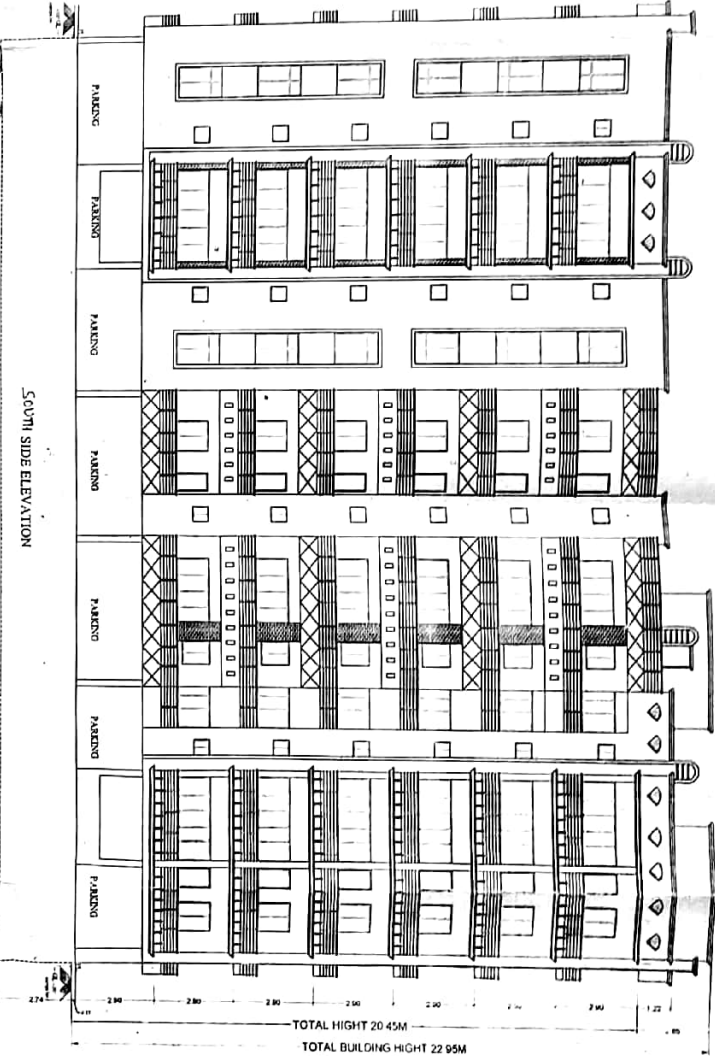 PARKING
PARKING
PARKING
PARKING
PARKING
PARKING
PARKING
SOUTH SIDE ELEVATION
2.74
2.90
2.90
2.90
2.90
2.90
2.90
1.22
TOTAL HIGHT 20 45M
TOTAL BUILDING HIGHT 22 95M